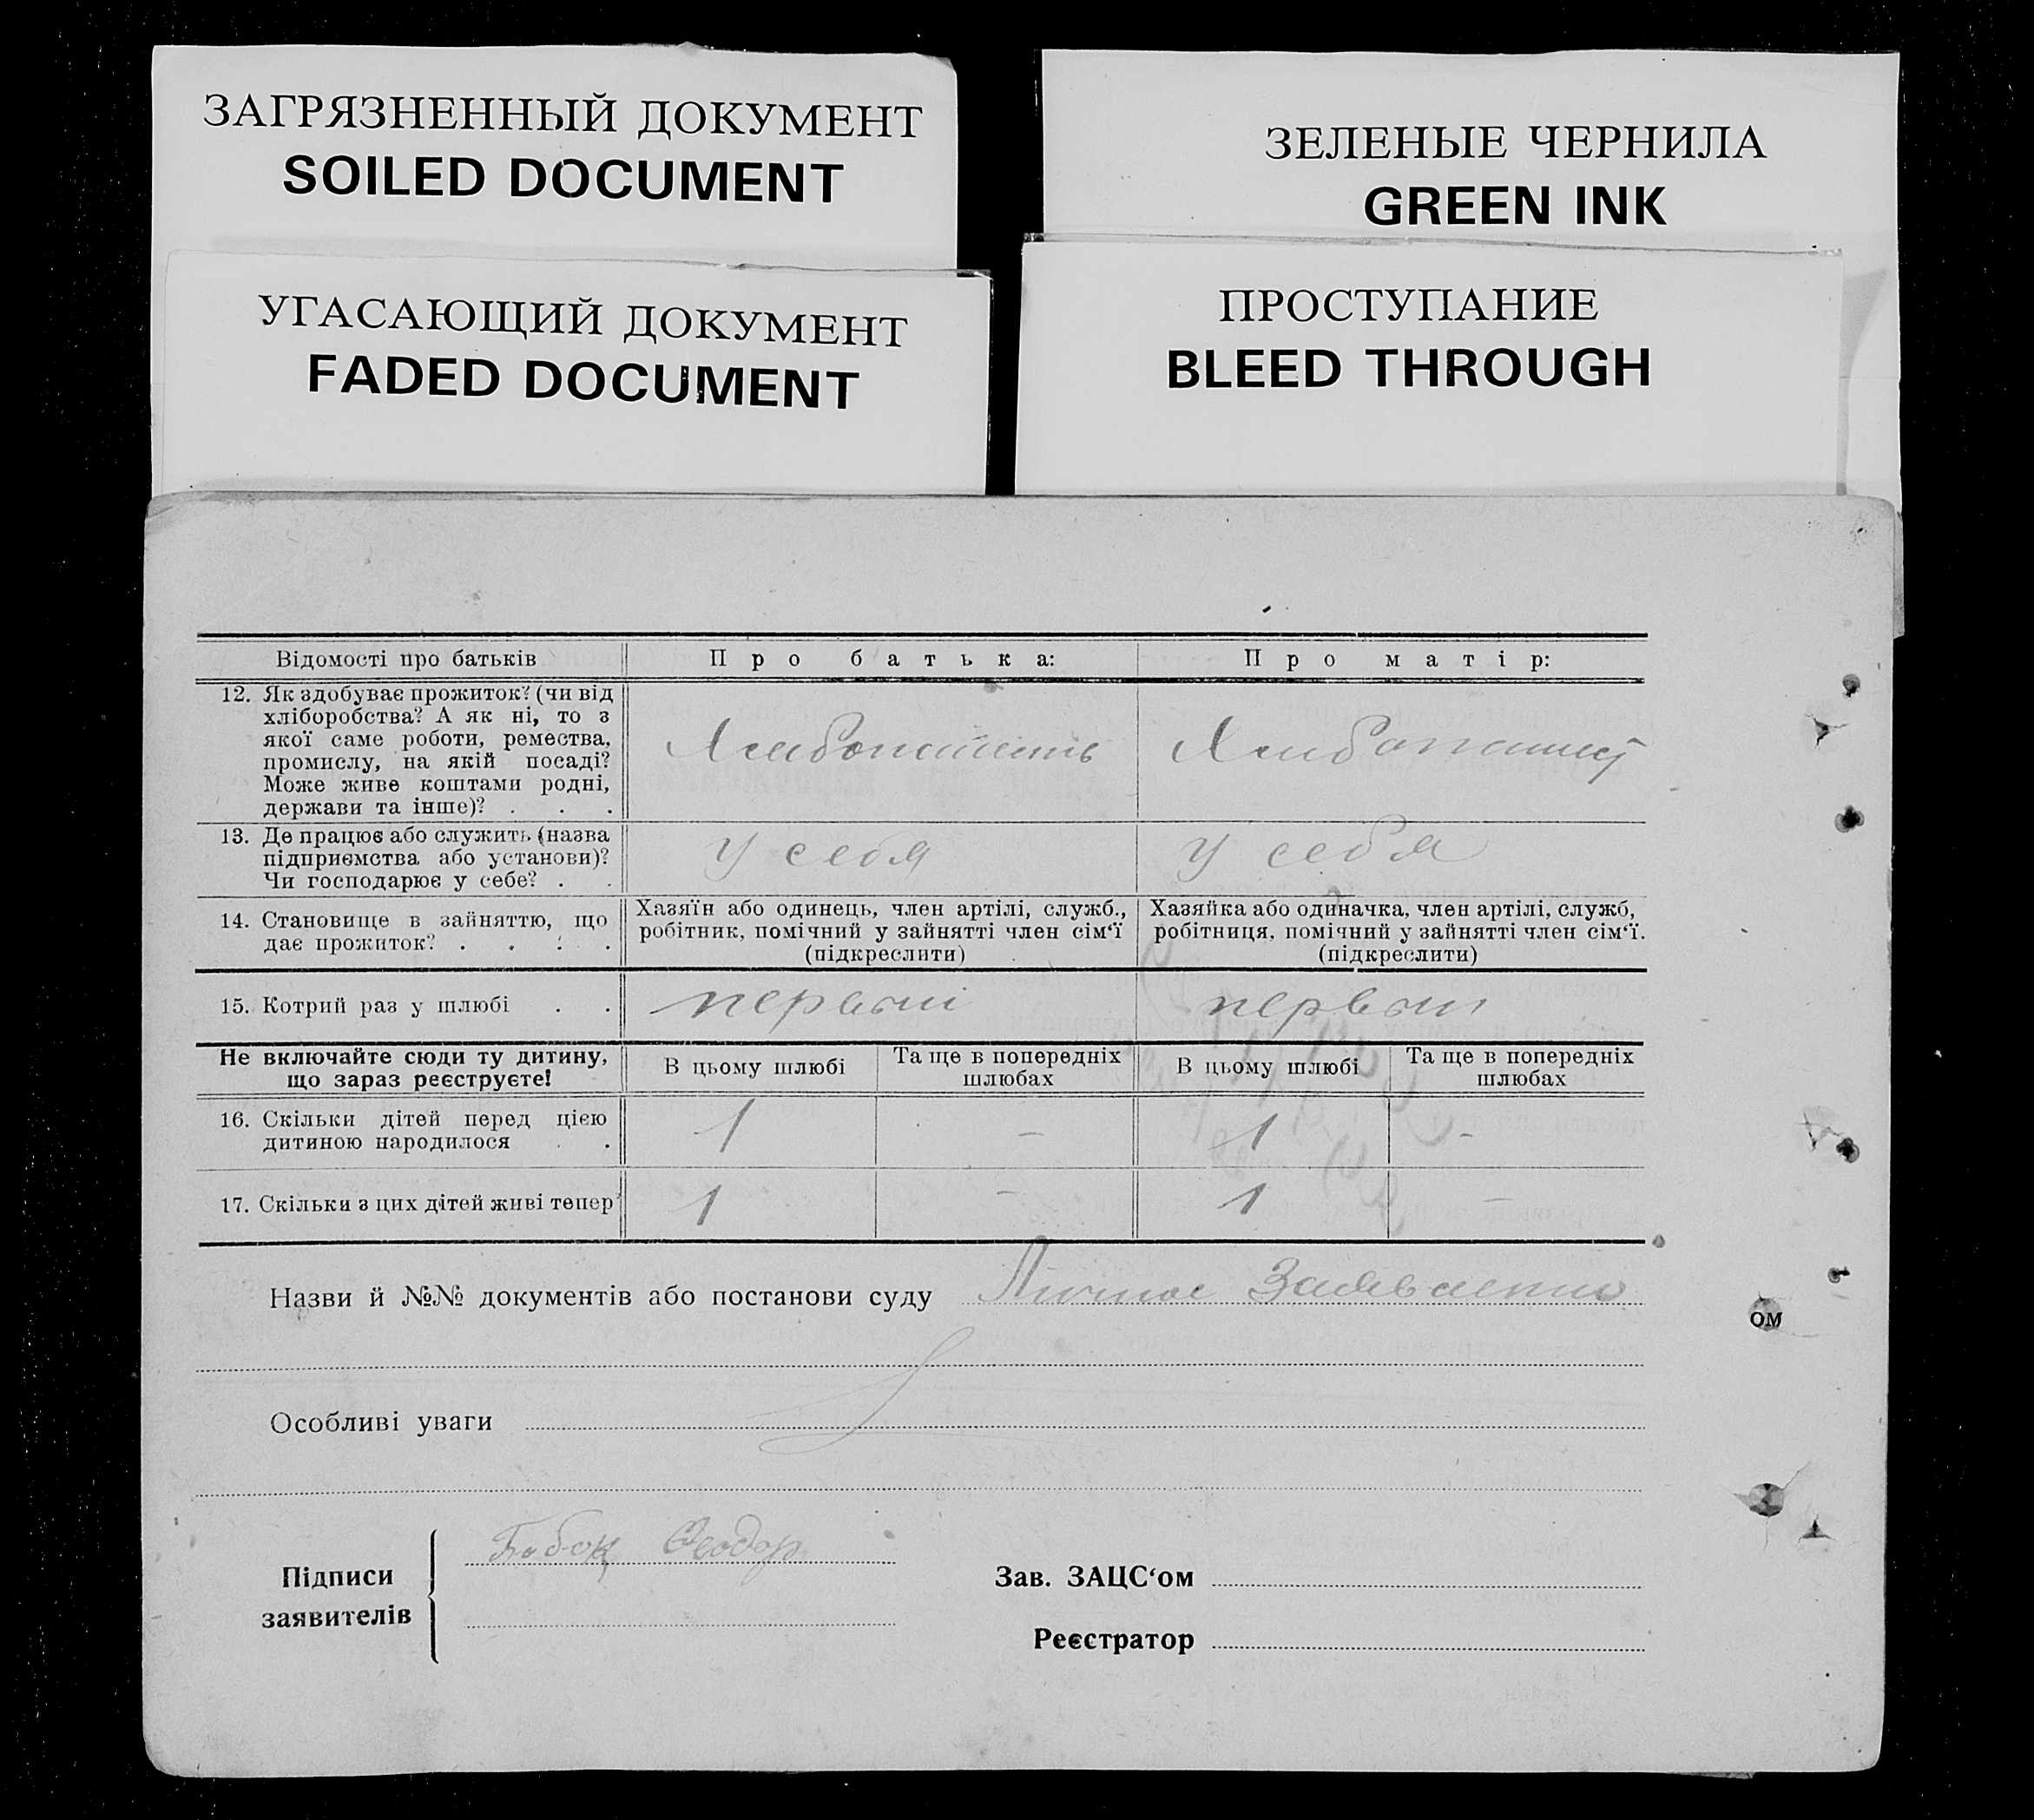 ЗАГРЯЗНЕННЫЙ ДОКУМЕНТ
SOILED DOCUMENT
ЗЕЛЕНЫЕ ЧЕРНИЛА
GREEN INK
УГАСАЮЩИЙ ДОКУМЕНТ
FADED DOCUMENT
ПРОСТУПАНИЕ
BLEED THROUGH
Відомості про батьків Про батька: Про матір:
12. Як здобуває прожиток? (чи від
хліборобства? А як ні, то з
якої саме роботи, ремества,
промислу, на якій посаді?
Може живе коштами родні,
держави та інше)? . . .
13. Де працює або служить (назва
підприємства або установи)?
Чи господарює у себе? . .
у себя у себя
14. Становище в зайняттю, що
дає прожиток? . . . .
Хазяїн або одинець, член артілі, служб.,
робітник, помічний у зайнятті член сім‘ї
(підкреслити)
Хазяйка або одиначка, член артілі, служб,
робітниця, помічний у зайнятті член сім‘ї.
(підкреслити)
15. Котрий раз у шлюбі . . первый первый
Не включайте сюди ту дитину,
що зараз реєструєте!
В цьому шлюбі Та ще в попередніх
шлюбах
В цьому шлюбі Та ще в попередніх
шлюбах
16. Скільки дітей перед цією
дитиною народилося . .
1 – 1 –
17. Скільки з цих дітей живі тепер 1 – 1 –
Назви й №№ документів або постанови суду Личное
Особливі уваги
Підписи
заявителів
Бабок Феодор
Зав. ЗАЦС‘ом
Реєстратор
ом